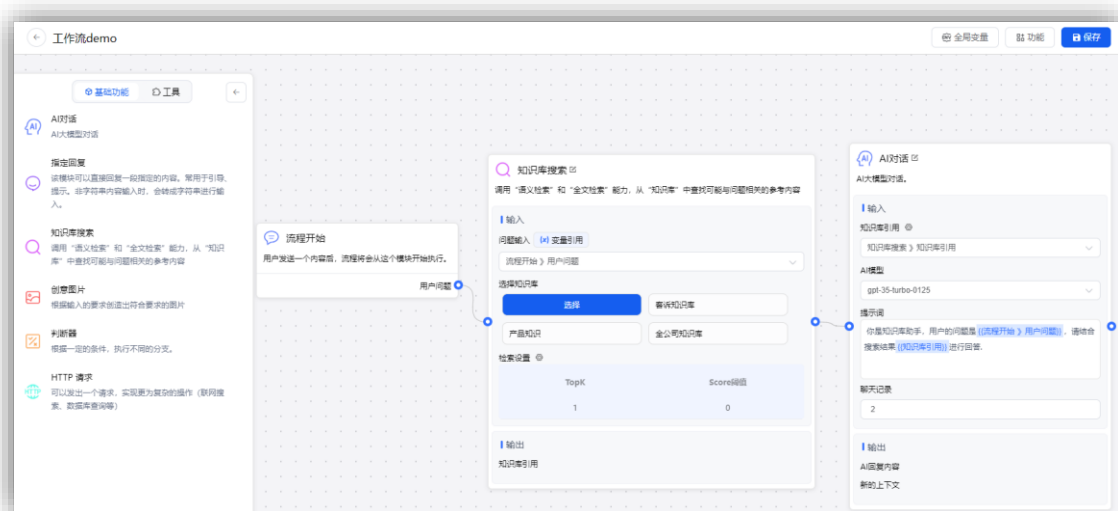 工作流demo
全局变量
功能
保存
基础功能
工具
AI对话
AI大模型对话
指定回复
该模块可以直接回复一段指定的内容。常用于引导、
提示。非字符串内容输入时，会转成字符串进行输
入。
知识库搜索
调用“语义检索”和“全文检索”能力，从“知识
库”中查找可能与问题相关的参考内容
创意图片
根据输入的要求创造出符合要求的图片
判断器
根据一定的条件，执行不同的分支。
HTTP 请求
可以发出一个请求，实现更为复杂的操作（联网搜
索、数据库查询等）
流程开始
用户发送一个内容后，流程将会从这个模块开始执行。
用户问题
知识库搜索
调用“语义检索”和“全文检索”能力，从“知识库”中查找可能与问题相关的参考内容
输入
问题输入 (x) 变量引用
流程开始 》 用户问题
选择知识库
选择
客诉知识库
产品知识
全公司知识库
检索设置
TopK
Score阈值
1
0
输出
知识库引用
AI对话
AI大模型对话。
输入
知识库引用
知识库搜索 》 知识库引用
AI模型
gpt-35-turbo-0125
提示词
你是知识库助手，用户的问题是{{流程开始 》 用户问题}}，请结合
搜索结果{{知识库引用}}进行回答.
聊天记录
2
输出
AI回复内容
新的上下文